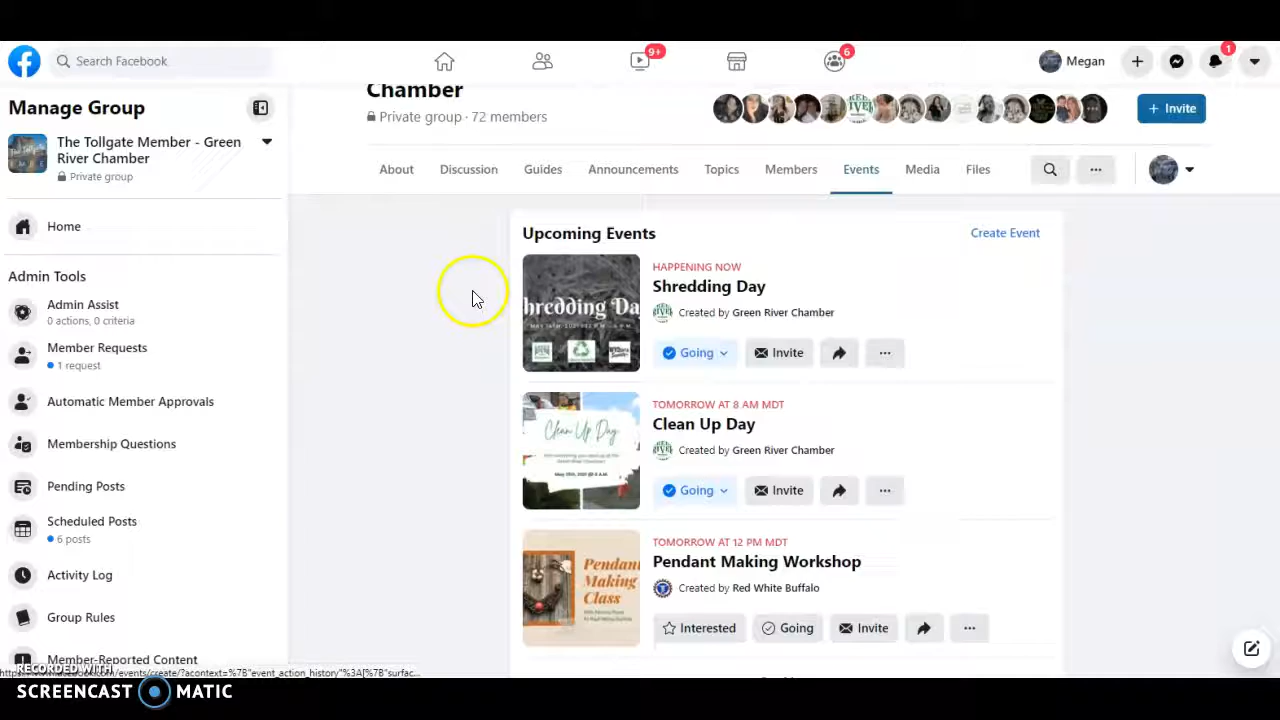 Search Facebook
9+
6
Megan
1
Manage Group
The Tollgate Member - Green
River Chamber
Private group
Home
Admin Tools
Admin Assist
0 actions, 0 criteria
Member Requests
1 request
Automatic Member Approvals
Membership Questions
Pending Posts
Scheduled Posts
6 posts
Activity Log
Group Rules
Member-Reported Content
Chamber
Private group · 72 members
+ Invite
About
Discussion
Guides
Announcements
Topics
Members
Events
Media
Files
Upcoming Events
Create Event
hredding Da
HAPPENING NOW
Shredding Day
Created by Green River Chamber
Going
Invite
Clean Up Day
TOMORROW AT 8 AM MDT
Clean Up Day
Created by Green River Chamber
Going
Invite
Pendan
Making
Class
TOMORROW AT 12 PM MDT
Pendant Making Workshop
Created by Red White Buffalo
Interested
Going
Invite
RECORDED WITH
SCREENCAST MATIC